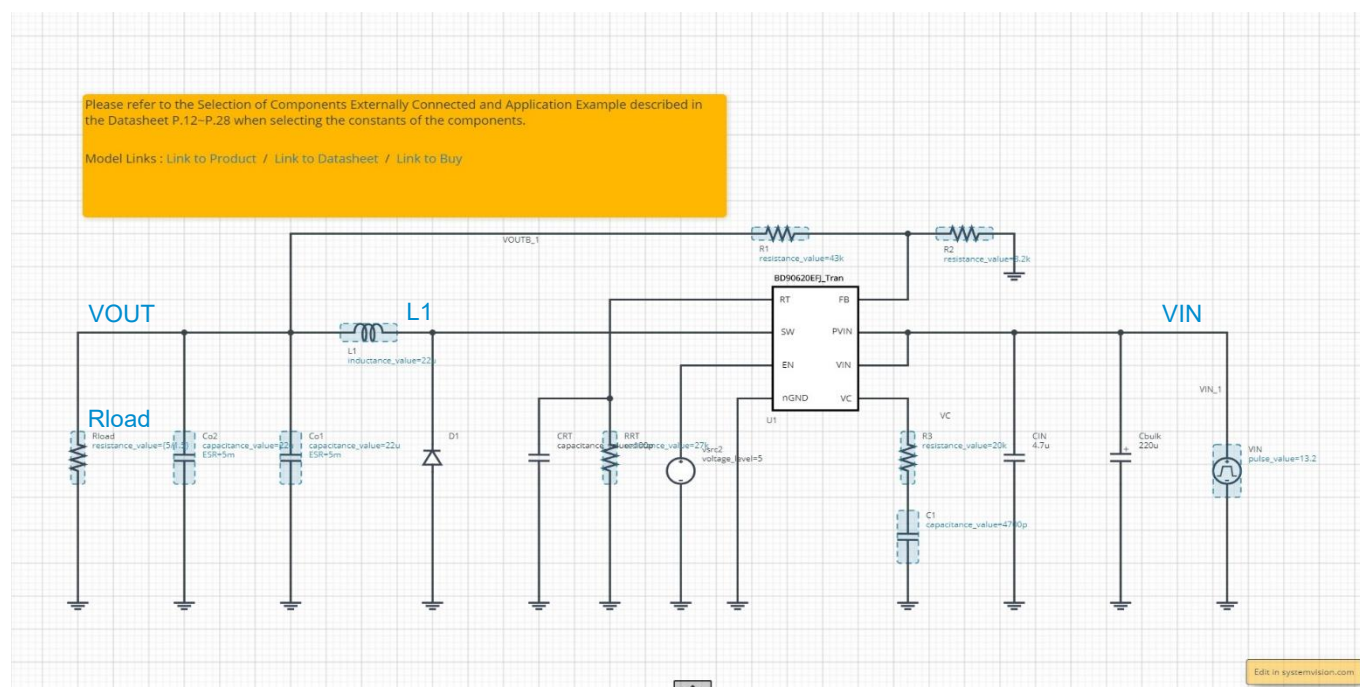 Please refer to the Selection of Components Externally Connected and Application Example described in
the Datasheet P.12~P.28 when selecting the constants of the components.
Model Links : Link to Product / Link to Datasheet / Link to Buy
VOUTB_1
R1
resistance_value=43k
R2
resistance_value=8.2k
BD90620EFJ_Tran
RT
FB
SW
PVIN
EN
VIN
nGND
VC
U1
VOUT
L1
VIN
L1
inductance_value=22u
VIN_1
VC
Rload
Rload
Co2
ESR=5m
Co1
capacitance_value=22u
ESR=5m
D1
CRT
RRT
Vsrc2
voltage_level=5
R3
resistance_value=20k
CIN
4.7u
Cbulk
220u
VIN
pulse_value=13.2
C1
capacitance_value=4700p
Edit in systemvision.com